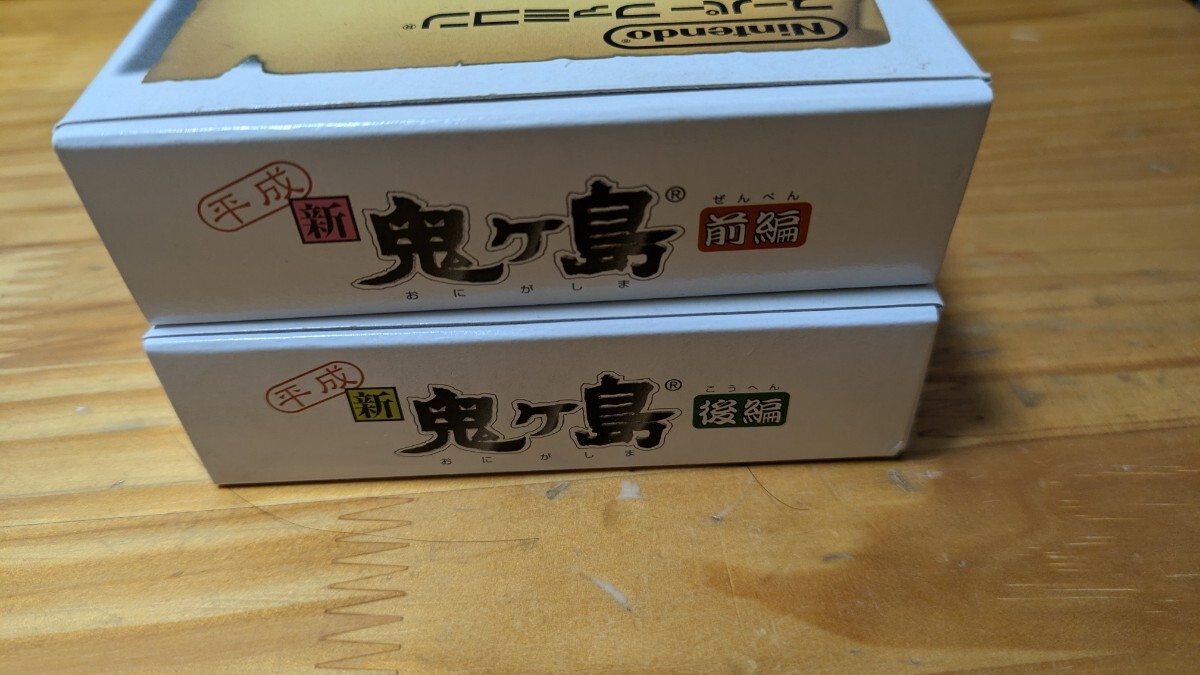 Nintendo®
スーパーファミコン®
平成
新
鬼ヶ島®
おにがしま
ぜんぺん
前編
平成
新
鬼ヶ島®
おにがしま
こうへん
後編